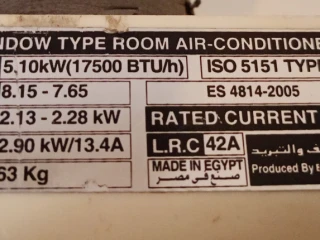 NDOW TYPE ROOM AIR-CONDITIONE
5.10kW(17500 BTU/h) ISO 5151 TYP
8.15 - 7.65 ES 4814-2005
2.13 - 2.28 kW RATED CURRENT
2.90 kW/13.4A L.R.C 42A
63 Kg MADE IN EGYPT
صنع فى مصر
ف والتبريد
Produced By